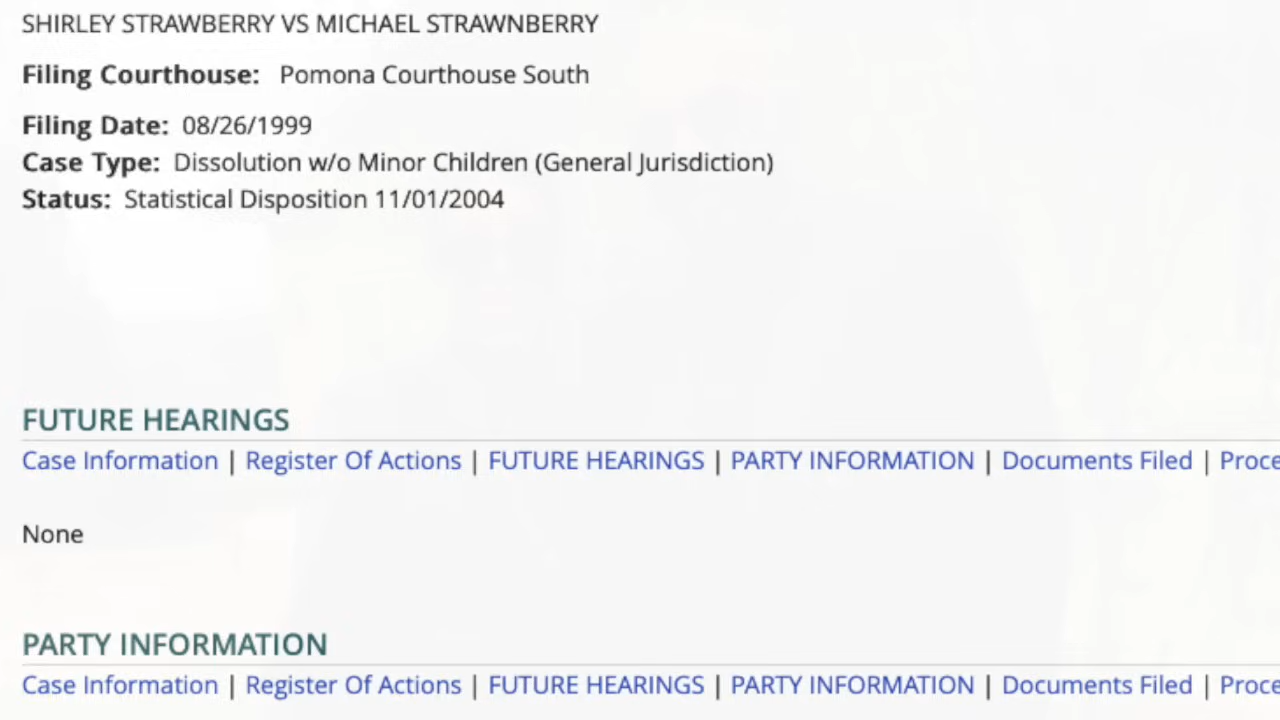 SHIRLEY STRAWBERRY VS MICHAEL STRAWNBERRY
Filing Courthouse: Pomona Courthouse South
Filing Date: 08/26/1999
Case Type: Dissolution w/o Minor Children (General Jurisdiction)
Status: Statistical Disposition 11/01/2004
FUTURE HEARINGS
Case Information | Register Of Actions | FUTURE HEARINGS | PARTY INFORMATION | Documents Filed | Proce
None
PARTY INFORMATION
Case Information | Register Of Actions | FUTURE HEARINGS | PARTY INFORMATION | Documents Filed | Proce